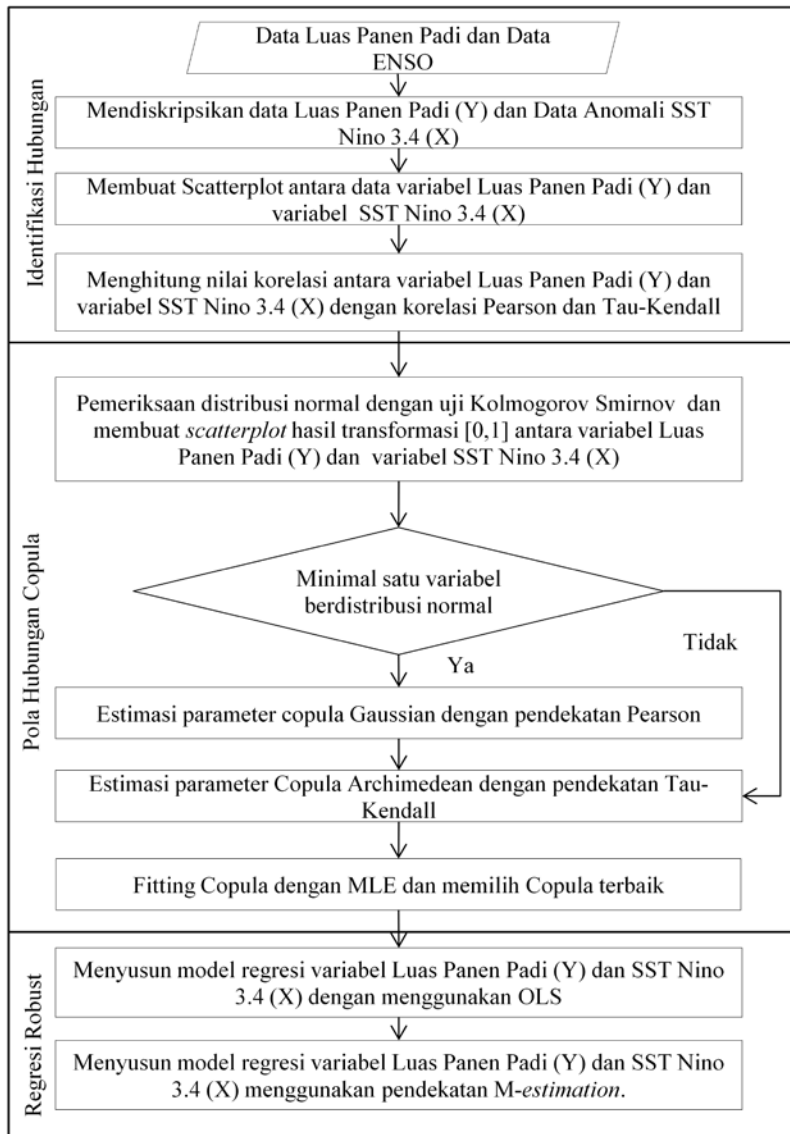 Identifikasi Hubungan
Data Luas Panen Padi dan Data
ENSO
Mendiskripsikan data Luas Panen Padi (Y) dan Data Anomali SST
Nino 3.4 (X)
Membuat Scatterplot antara data variabel Luas Panen Padi (Y) dan
variabel SST Nino 3.4 (X)
Menghitung nilai korelasi antara variabel Luas Panen Padi (Y) dan
variabel SST Nino 3.4 (X) dengan korelasi Pearson dan Tau-Kendall
Pola Hubungan Copula
Pemeriksaan distribusi normal dengan uji Kolmogorov Smirnov dan
membuat scatterplot hasil transformasi [0,1] antara variabel Luas
Panen Padi (Y) dan variabel SST Nino 3.4 (X)
Minimal satu variabel
berdistribusi normal
Tidak
Ya
Estimasi parameter copula Gaussian dengan pendekatan Pearson
Estimasi parameter Copula Archimedean dengan pendekatan Tau-
Kendall
Fitting Copula dengan MLE dan memilih Copula terbaik
Regresi Robust
Menyusun model regresi variabel Luas Panen Padi (Y) dan SST Nino
3.4 (X) dengan menggunakan OLS
Menyusun model regresi variabel Luas Panen Padi (Y) dan SST Nino
3.4 (X) menggunakan pendekatan M-estimation.